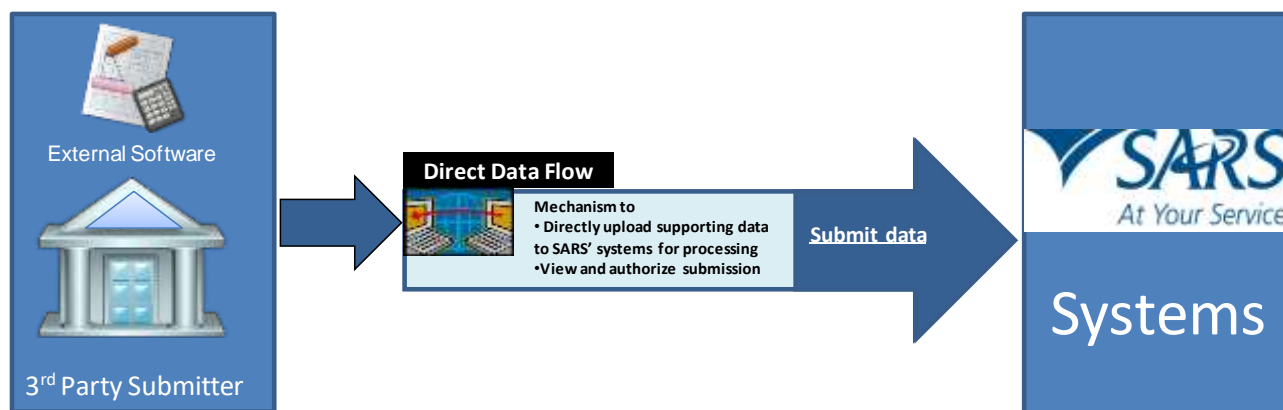 External Software
3rd Party Submitter
Direct Data Flow
Mechanism to
• Directly upload supporting data
to SARS’ systems for processing
•View and authorize submission
Submit data
SARS
At Your Service
Systems